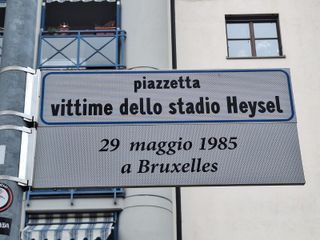 piazzetta
vittime dello stadio Heysel
29 maggio 1985
a Bruxelles